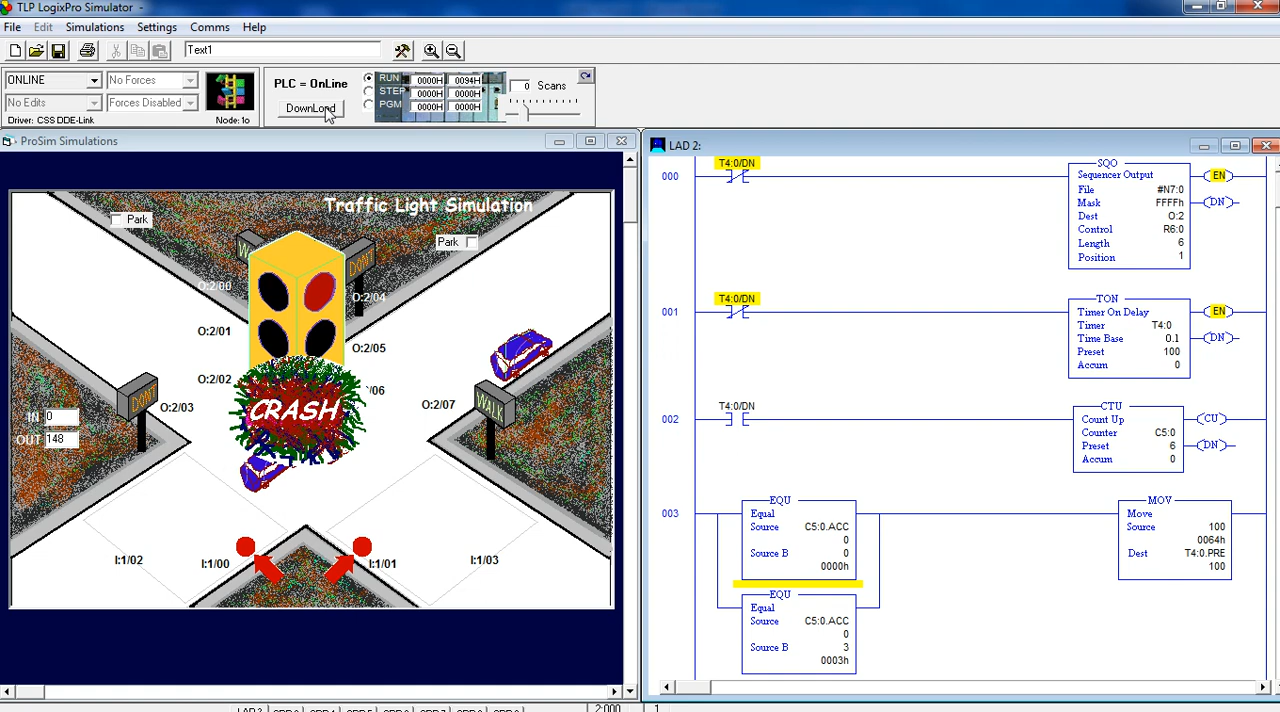 TLP LogixPro Simulator
File Edit Simulations Settings Comms Help
Text1
ONLINE No Forces
No Edits Forces Disabled
Driver: CSS DDE-Link Node:1o
PLC = OnLine
DownLoad
RUN 0000H 0094H
STEP 0000H 0000H
PGM 0000H 0000H
0 Scans
ProSim Simulations
Traffic Light Simulation
Park
Park
DONT
O:2/00
O:2/04
O:2/01
O:2/05
O:2/02
/06
DONT
O:2/03
O:2/07
WALK
CRASH
IN 0
OUT 148
I:1/02
I:1/00
I:1/01
I:1/03
LAD 2:
000
T4:0/DN
SQO
Sequencer Output
File #N7:0
Mask FFFFh
Dest O:2
Control R6:0
Length 6
Position 1
EN
DN
001
T4:0/DN
TON
Timer On Delay
Timer T4:0
Time Base 0.1
Preset 100
Accum 0
EN
DN
002
T4:0/DN
CTU
Count Up
Counter C5:0
Preset 6
Accum 0
CU
DN
003
EQU
Equal
Source C5:0.ACC
0
Source B 0
0000h
MOV
Move
Source 100
0064h
Dest T4:0.PRE
100
EQU
Equal
Source C5:0.ACC
0
Source B 3
0003h
2:000
1